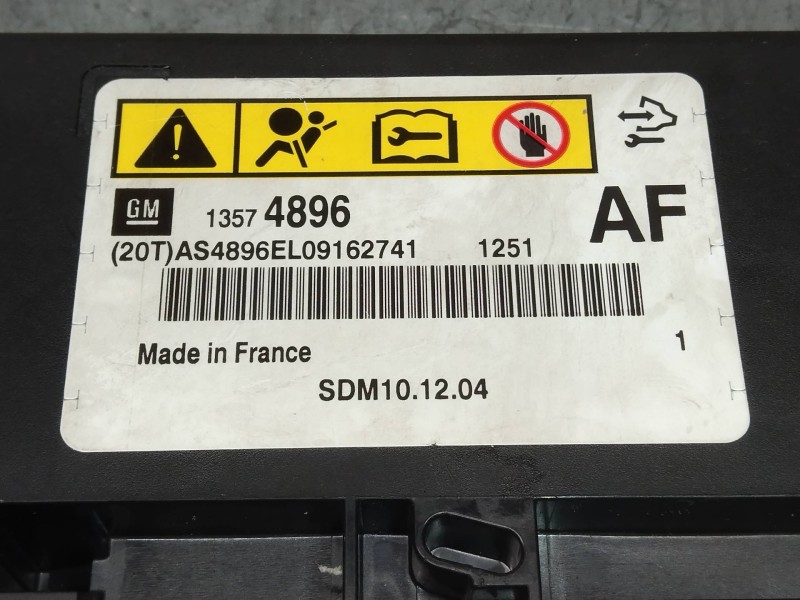 GM 1357 4896 AF
(20T)AS4896EL09162741 1251
Made in France 1
SDM10.12.04